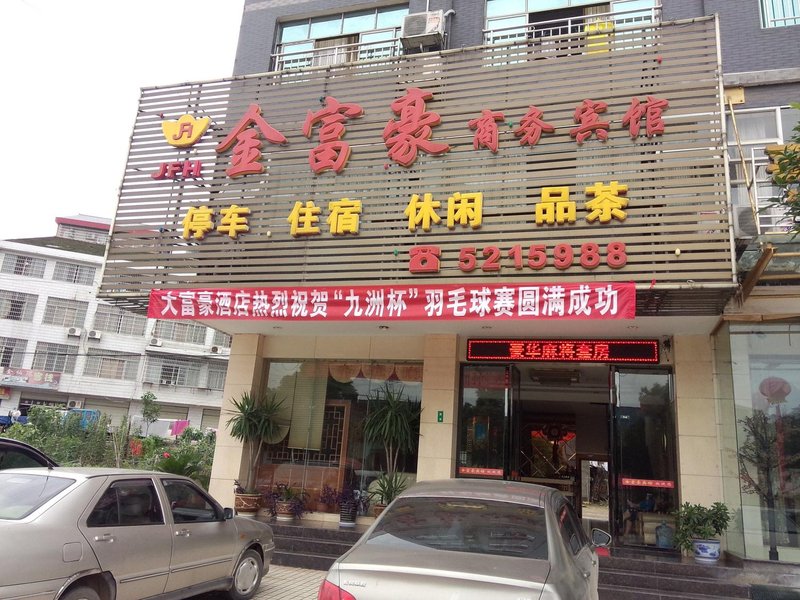 金富豪商务宾馆
JFH
停车 住宿 休闲 品茶
☎ 5215988
大富豪酒店热烈祝贺“九洲杯”羽毛球赛圆满成功
豪华麻将套房